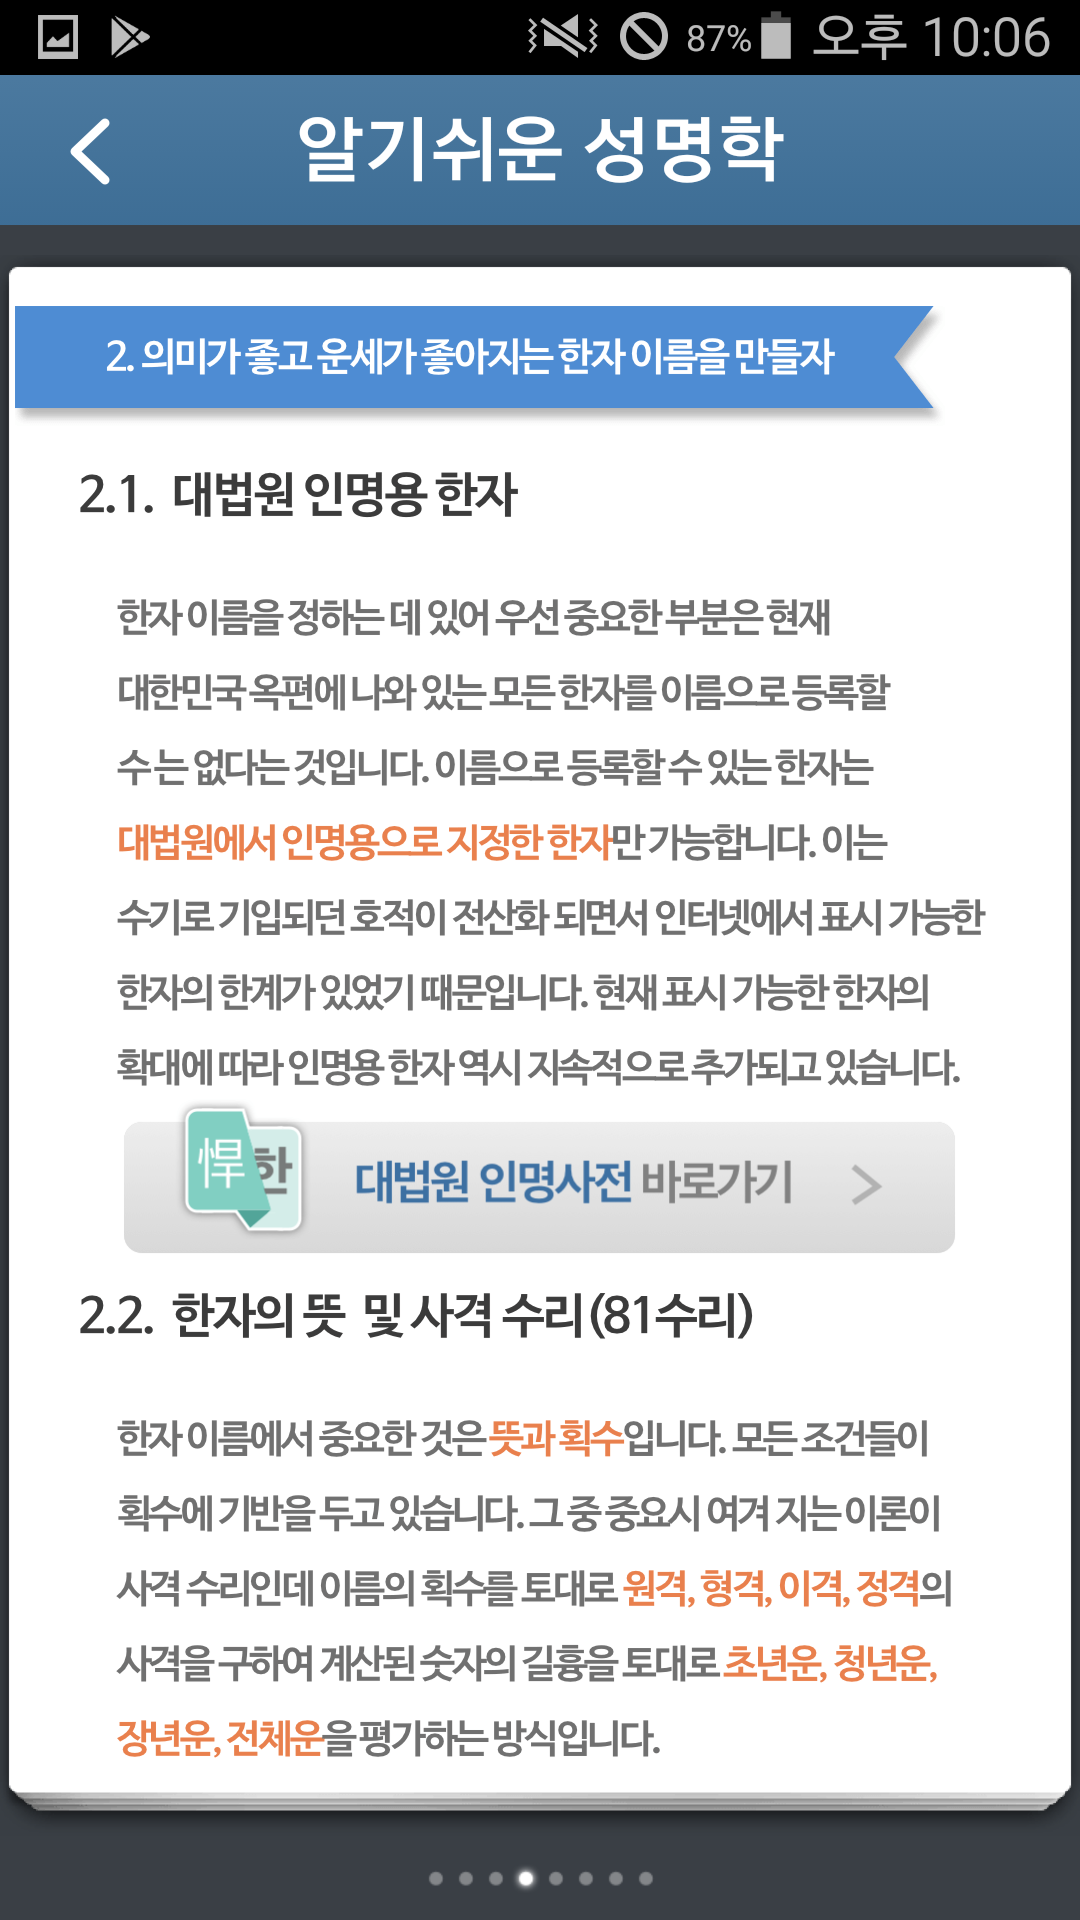 87% 오후 10:06
알기쉬운 성명학
2. 의미가 좋고 운세가 좋아지는 한자 이름을 만들자
2.1. 대법원 인명용 한자
한자 이름을 정하는 데 있어 우선 중요한 부분은 현재
대한민국 옥편에 나와 있는 모든 한자를 이름으로 등록할
수 는 없다는 것입니다. 이름으로 등록할 수 있는 한자는
대법원에서 인명용으로 지정한 한자만 가능합니다. 이는
수기로 기입되던 호적이 전산화 되면서 인터넷에서 표시 가능한
한자의 한계가 있었기 때문입니다. 현재 표시 가능한 한자의
확대에 따라 인명용 한자 역시 지속적으로 추가되고 있습니다.
悍 한 대법원 인명사전 바로가기
2.2. 한자의 뜻 및 사격 수리(81수리)
한자 이름에서 중요한 것은 뜻과 획수입니다. 모든 조건들이
획수에 기반을 두고 있습니다. 그 중 중요시 여겨 지는 이론이
사격 수리인데 이름의 획수를 토대로 원격, 형격, 이격, 정격의
사격을 구하여 계산된 숫자의 길흉을 토대로 초년운, 청년운,
장년운, 전체운을 평가하는 방식입니다.